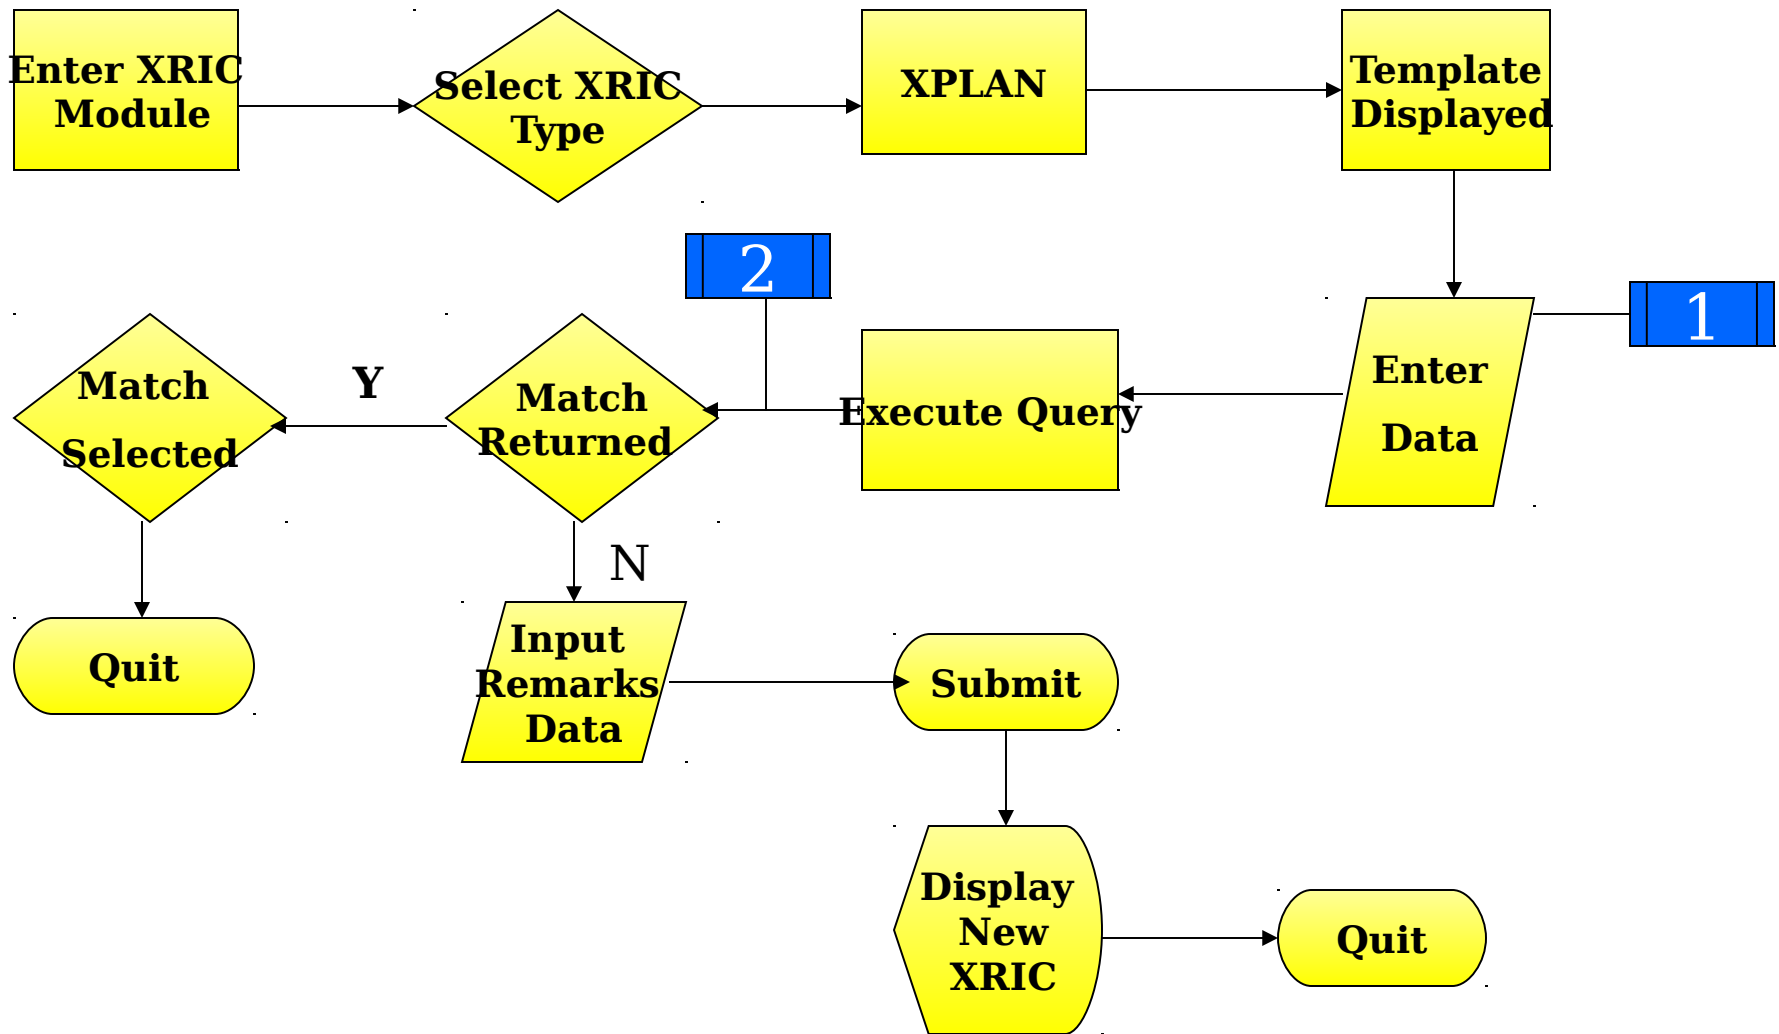 Enter XRIC
Module
Select XRIC
Type
XPLAN
Template
Displayed
2
1
Match
Selected
Y
Match
Returned
Execute Query
Enter
Data
N
Quit
Input
Remarks
Data
Submit
Display
New
XRIC
Quit